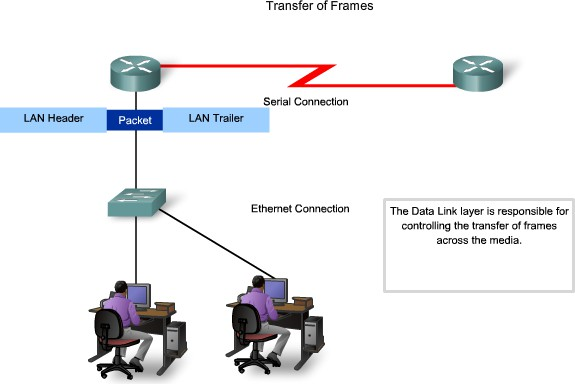 Transfer of Frames
Serial Connection
LAN Header Packet LAN Trailer
Ethernet Connection
The Data Link layer is responsible for
controlling the transfer of frames
across the media.